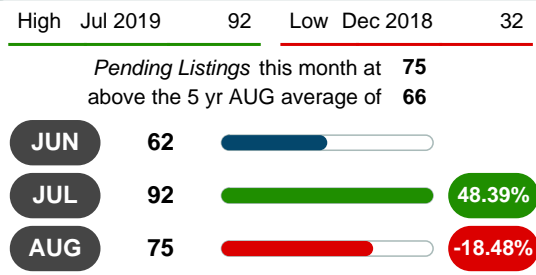 High Jul 2019 92 Low Dec 2018 32
Pending Listings this month at 75
above the 5 yr AUG average of 66
JUN 62
JUL 92 48.39%
AUG 75 -18.48%